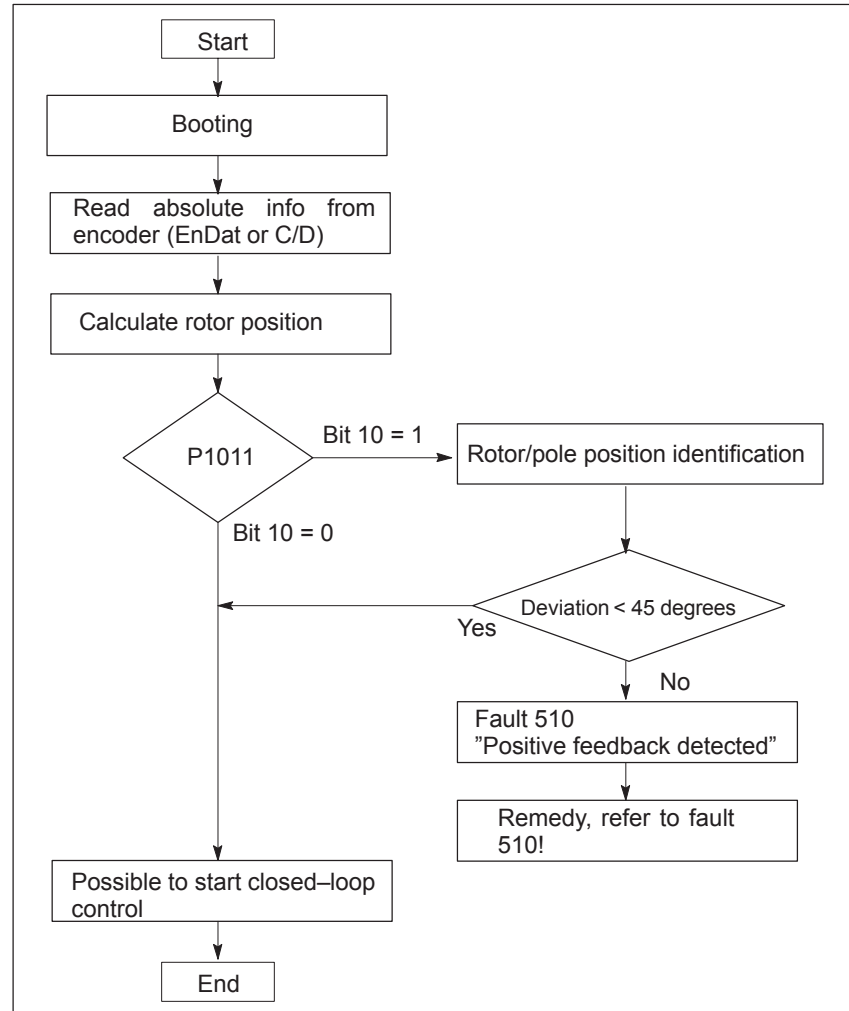 Start
Booting
Read absolute info from
encoder (EnDat or C/D)
Calculate rotor position
P1011
Bit 10 = 1
Rotor/pole position identification
Bit 10 = 0
Deviation < 45 degrees
Yes
No
Fault 510
”Positive feedback detected”
Remedy, refer to fault
510!
Possible to start closed–loop
control
End